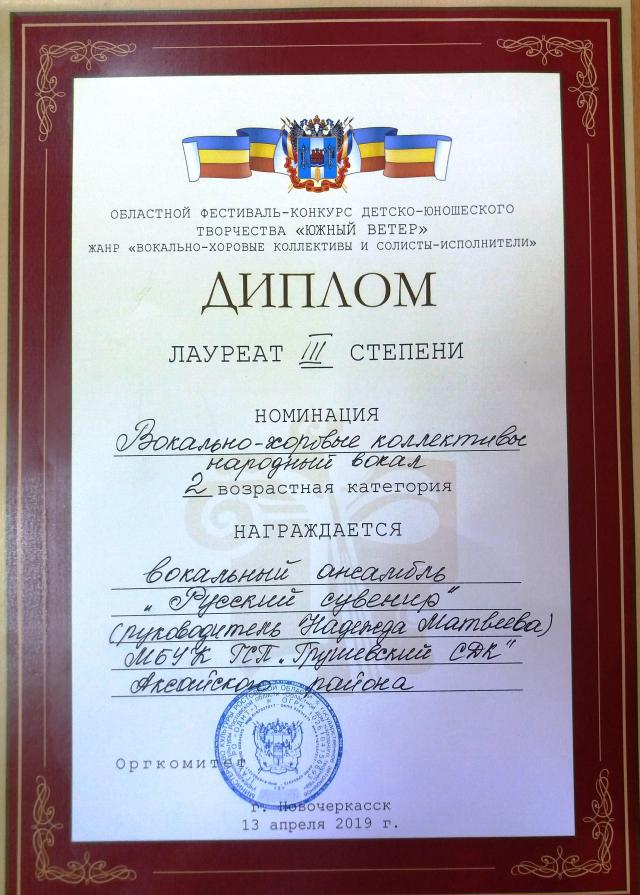 ОБЛАСТНОЙ ФЕСТИВАЛЬ-КОНКУРС ДЕТСКО-ЮНОШЕСКОГО
ТВОРЧЕСТВА «ЮЖНЫЙ ВЕТЕР»
ЖАНР «ВОКАЛЬНО-ХОРОВЫЕ КОЛЛЕКТИВЫ И СОЛИСТЫ-ИСПОЛНИТЕЛИ»
ДИПЛОМ
ЛАУРЕАТ III СТЕПЕНИ
НОМИНАЦИЯ
Вокально-хоровые коллективы
народный вокал
2 возрастная категория
НАГРАЖДАЕТСЯ
вокальный ансамбль
„Русский сувенир"
(руководитель Надежда Матвеева)
МБУК ГСП „Грушевский СДК"
Аксайского района
Оргкомитет
г. Новочеркасск
13 апреля 2019 г.